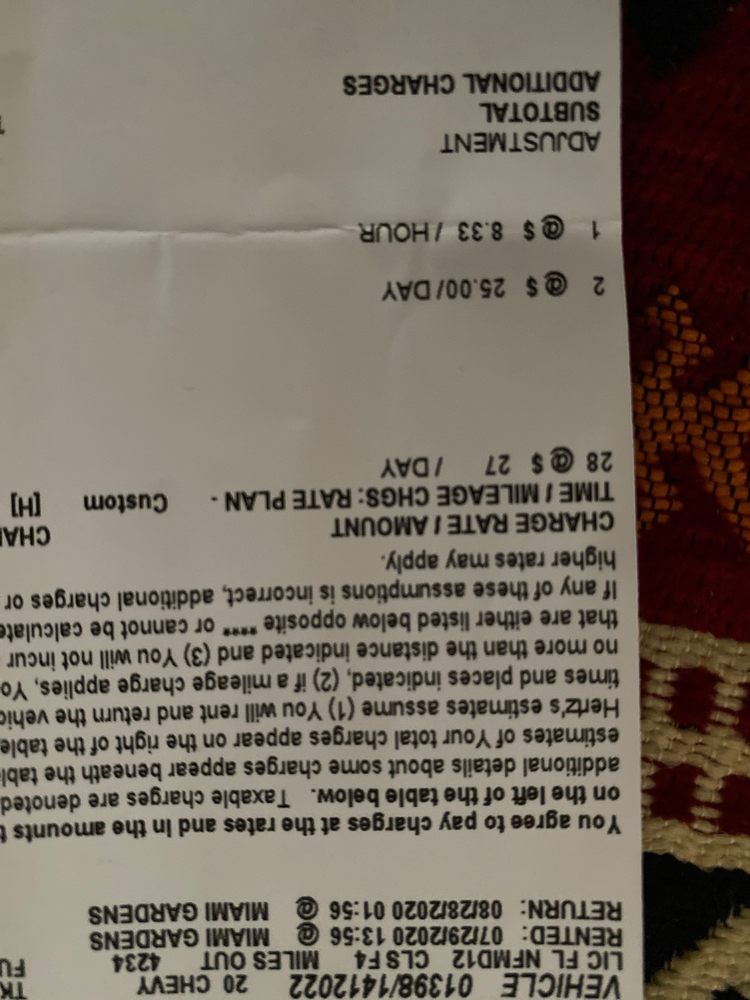 VEHICLE 01398/1412022 20 CHEVY
LIC FL NFMD12 CLS F4 MILES OUT 4234
RENTED: 07/29/2020 13:56 @ MIAMI GARDENS
RETURN: 08/28/2020 01:56 @ MIAMI GARDENS
You agree to pay charges at the rates and in the amounts
on the left of the table below. Taxable charges are denoted
additional details about some charges appear beneath the
estimates of Your total charges appear on the right of the table
Hertz's estimates assume (1) You will rent and return the
times and places indicated, (2) if a mileage charge applies,
no more than the distance indicated and (3) You will not incur
that are either listed below opposite **** or cannot be
If any of these assumptions is incorrect, additional charges or
higher rates may apply.
CHARGE RATE / AMOUNT
TIME / MILEAGE CHGS: RATE PLAN - Custom [H]
28 @ $ 27 / DAY
2 @ $ 25.00/ DAY
1 @ $ 8.33 / HOUR
ADJUSTMENT
SUBTOTAL
ADDITIONAL CHARGES